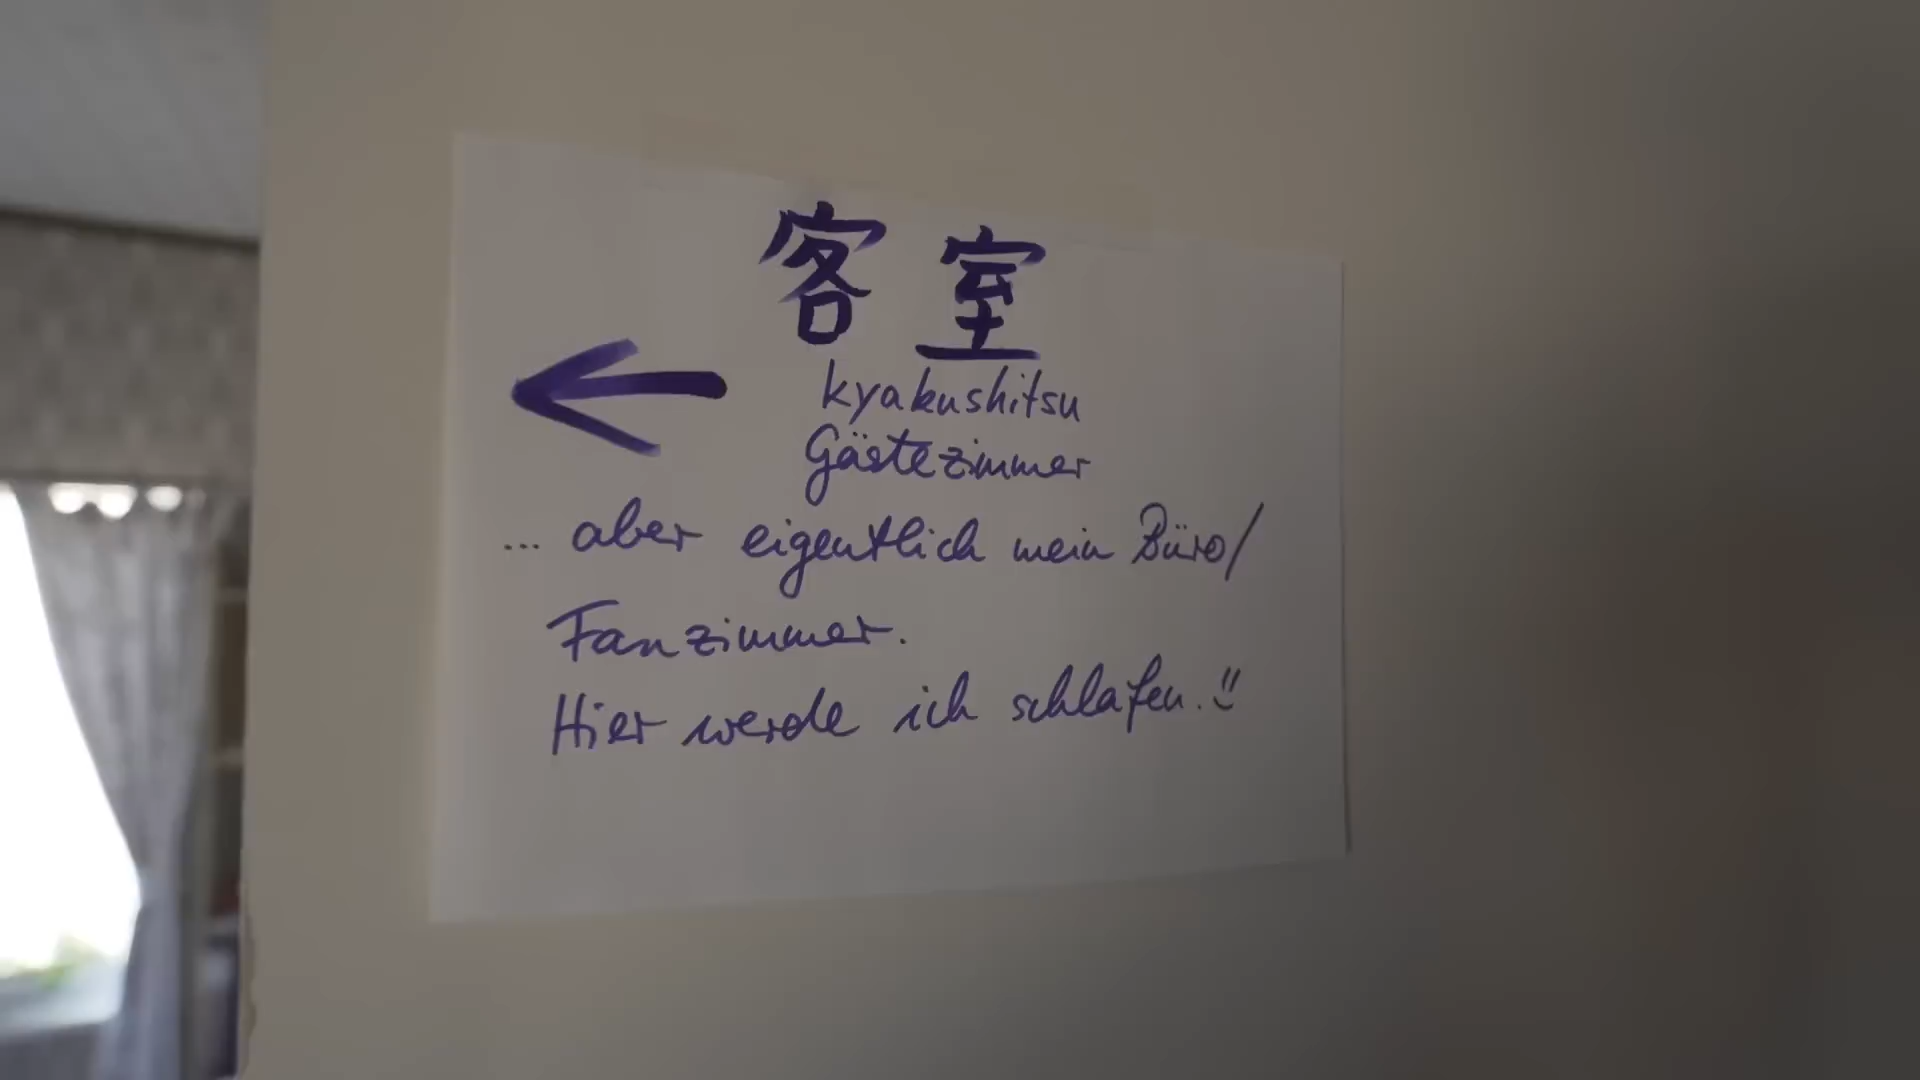 客室
kyakushitsu
Gästezimmer
... aber eigentlich mein Büro/
Fanzimmer.
Hier werde ich schlafen.